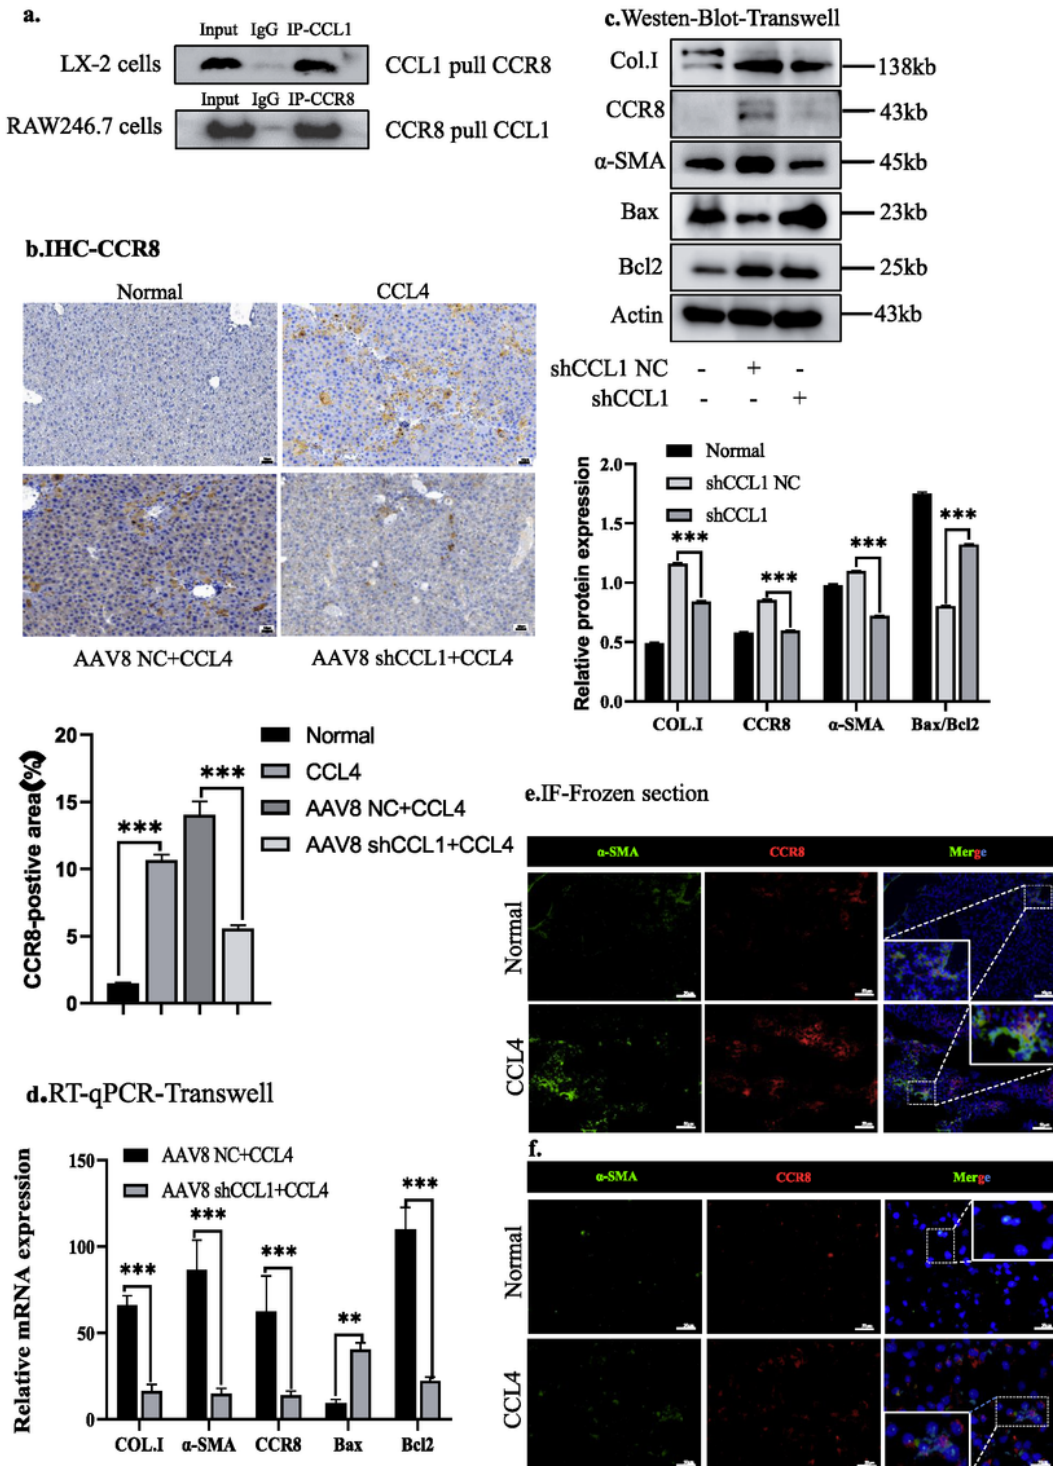 a.
Input IgG IP-CCL1
LX-2 cells
CCL1 pull CCR8
Input IgG IP-CCR8
RAW246.7 cells
CCR8 pull CCL1
b.IHC-CCR8
Normal CCL4
AAV8 NC+CCL4 AAV8 shCCL1+CCL4
20
15
10
5
0
CCR8-postive area(%)
***
***
Normal
CCL4
AAV8 NC+CCL4
AAV8 shCCL1+CCL4
c.Westen-Blot-Transwell
Col.I 138kb
CCR8 43kb
α-SMA 45kb
Bax 23kb
Bcl2 25kb
Actin 43kb
shCCL1 NC - + -
shCCL1 - - +
Normal
shCCL1 NC
shCCL1
Relative protein expression
2.0
1.5
1.0
0.5
0.0
***
***
***
***
COL.I CCR8 α-SMA Bax/Bcl2
d.RT-qPCR-Transwell
AAV8 NC+CCL4
AAV8 shCCL1+CCL4
Relative mRNA expression
150
100
50
0
***
***
***
**
***
COL.I α-SMA CCR8 Bax Bcl2
e.IF-Frozen section
α-SMA CCR8 Merge
Normal
CCL4
f.
α-SMA CCR8 Merge
Normal
CCL4